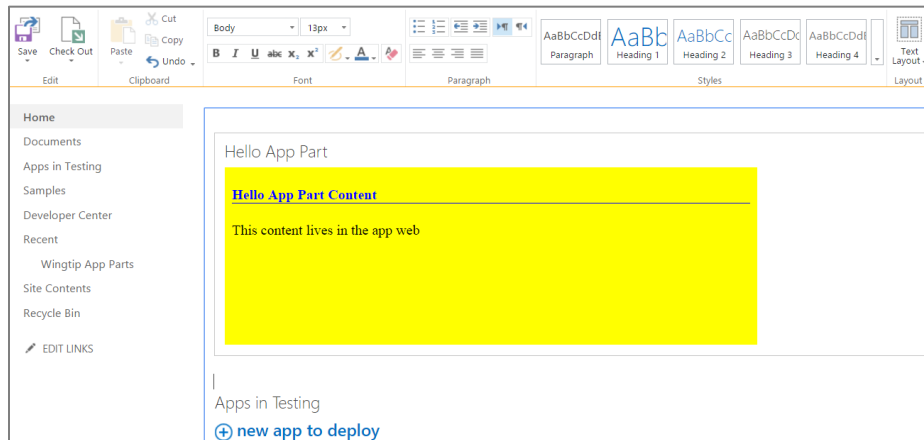 Save
Check Out
Paste
Cut
Copy
Undo
Edit
Clipboard
Body
13px
B I U abc X₂ X² A
Font
Paragraph
AaBbCcDdI
Paragraph
AaBb
Heading 1
AaBbCc
Heading 2
AaBbCcDc
Heading 3
AaBbCcDdI
Heading 4
Styles
Text
Layout
Layout
Home
Documents
Apps in Testing
Samples
Developer Center
Recent
Wingtip App Parts
Site Contents
Recycle Bin
EDIT LINKS
Hello App Part
Hello App Part Content
This content lives in the app web
Apps in Testing
new app to deploy